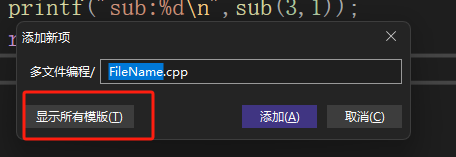 printf("sub:%d\n",sub(3,1));
添加新项
多文件编程/ FileName.cpp
显示所有模版(T) 添加(A) 取消(C)